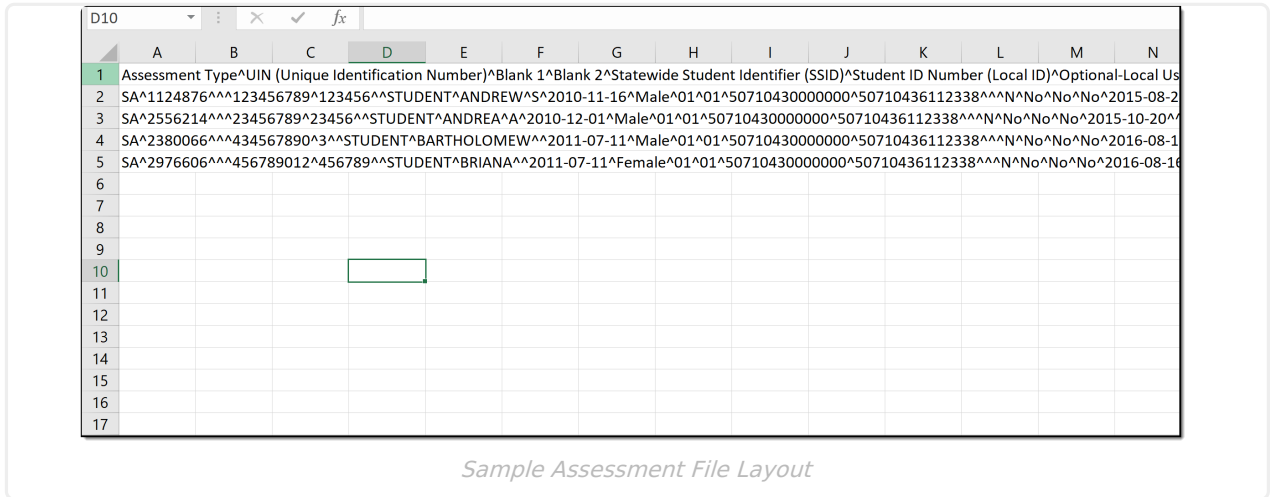 D10 fx
A B C D E F G H I J K L M N
1 Assessment Type^UIN (Unique Identification Number)^Blank 1^Blank 2^Statewide Student Identifier (SSID)^Student ID Number (Local ID)^Optional-Local Us
2 SA^1124876^^^123456789^123456^^STUDENT^ANDREW^S^2010-11-16^Male^01^01^50710430000000^50710436112338^^^N^No^No^No^2015-08-2
3 SA^2556214^^^23456789^23456^^STUDENT^ANDREA^A^2010-12-01^Male^01^01^50710430000000^50710436112338^^^N^No^No^No^2015-10-20^^
4 SA^2380066^^^434567890^3^^STUDENT^BARTHOLOMEW^^2011-07-11^Male^01^01^50710430000000^50710436112338^^^N^No^No^No^2016-08-1
5 SA^2976606^^^456789012^456789^^STUDENT^BRIANA^^2011-07-11^Female^01^01^50710430000000^50710436112338^^^N^No^No^No^2016-08-16
6
7
8
9
10
11
12
13
14
15
16
17
Sample Assessment File Layout